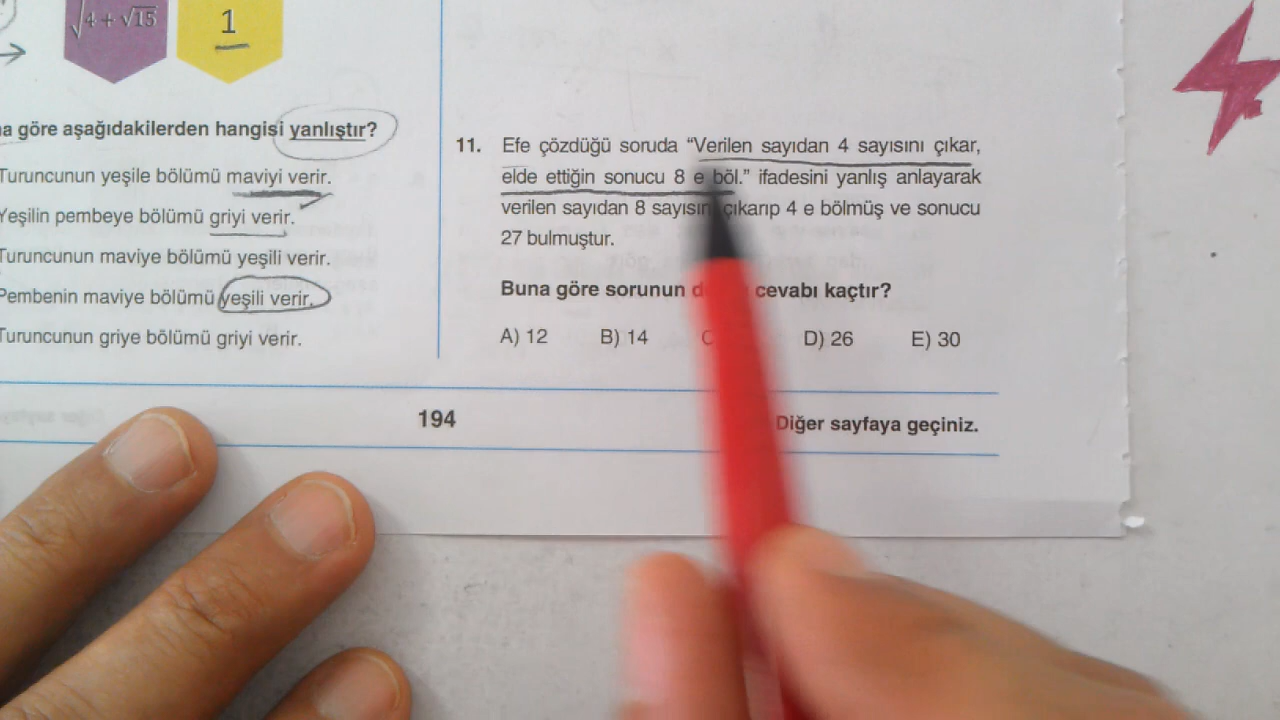 √4 + √15
1
a göre aşağıdakilerden hangisi yanlıştır?
Turuncunun yeşile bölümü maviyi verir.
Yeşilin pembeye bölümü griyi verir.
Turuncunun maviye bölümü yeşili verir.
Pembenin maviye bölümü yeşili verir.
Turuncunun griye bölümü griyi verir.
11. Efe çözdüğü soruda “Verilen sayıdan 4 sayısını çıkar,
elde ettiğin sonucu 8 e böl.” ifadesini yanlış anlayarak
verilen sayıdan 8 çıkarıp 4 e bölmüş ve sonucu
27 bulmuştur.
Buna göre sorunun cevabı kaçtır?
A) 12 B) 14 C D) 26 E) 30
194
Diğer sayfaya geçiniz.